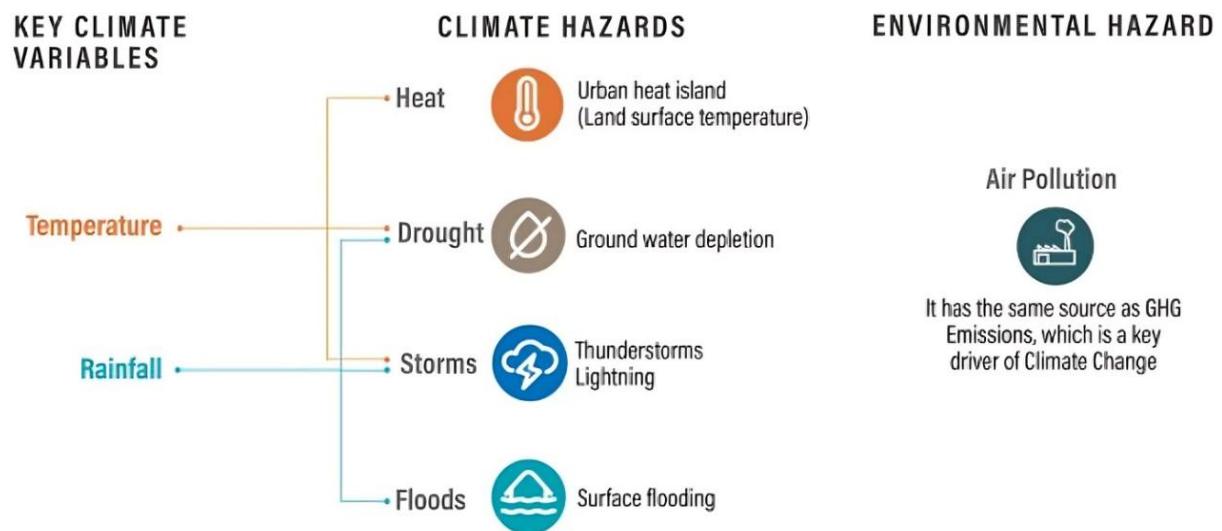 KEY CLIMATE
VARIABLES
CLIMATE HAZARDS
ENVIRONMENTAL HAZARD
Temperature
Rainfall
Heat
Urban heat island
(Land surface temperature)
Drought
Ground water depletion
Storms
Thunderstorms
Lightning
Floods
Surface flooding
Air Pollution
It has the same source as GHG
Emissions, which is a key
driver of Climate Change